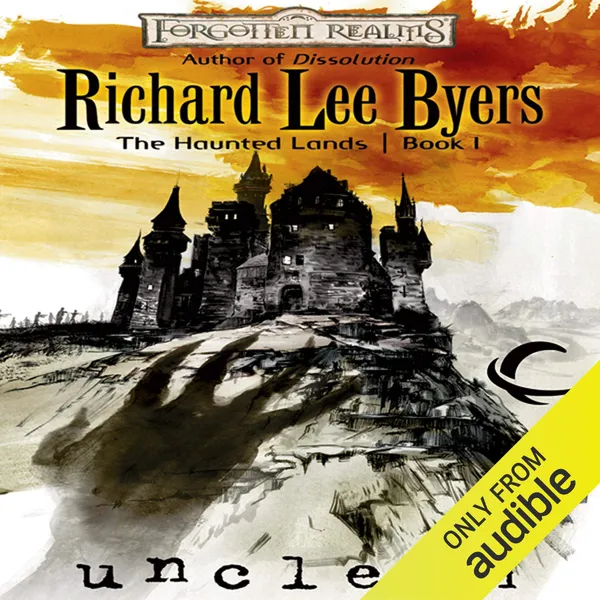 FORGOTTEN REALMS
Author of Dissolution
Richard Lee Byers
The Haunted Lands | Book I
ONLY FROM
audible